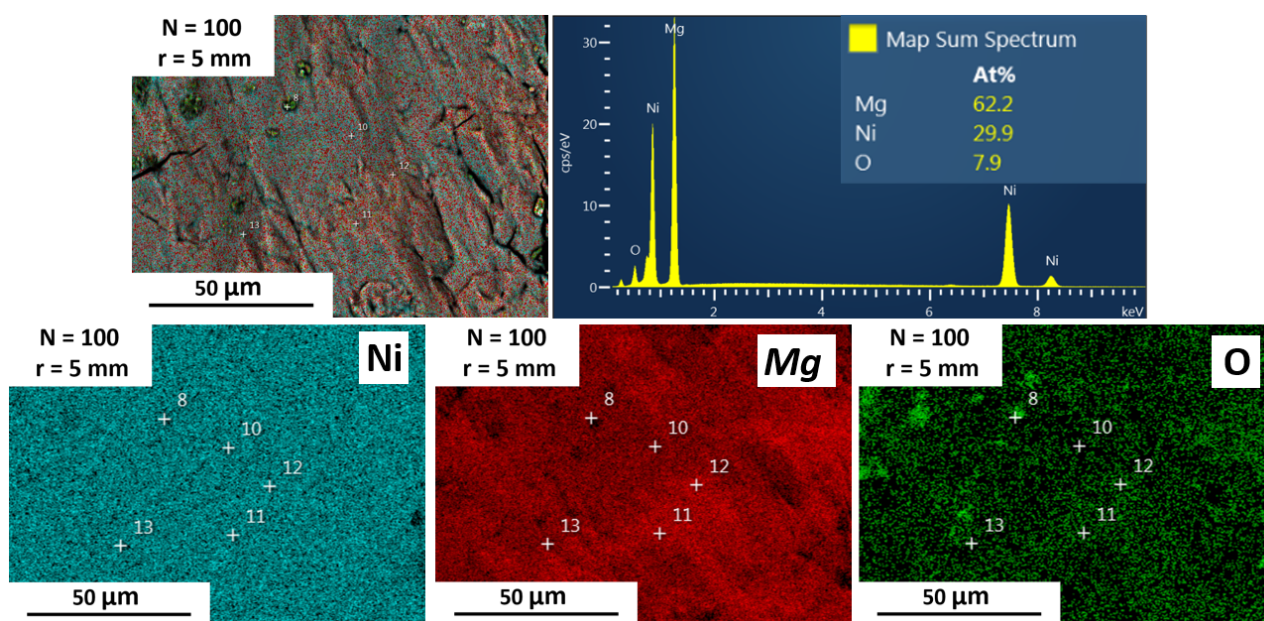 N = 100
r = 5 mm
8
10
12
11
13
50 μm
Map Sum Spectrum
At%
Mg 62.2
Ni 29.9
O 7.9
cps/eV
30
20
10
0
O
Ni
Mg
Ni
Ni
2
4
6
8
keV
N = 100
r = 5 mm
Ni
8
10
12
11
13
50 μm
N = 100
r = 5 mm
Mg
8
10
12
11
13
50 μm
N = 100
r = 5 mm
O
8
10
12
11
13
50 μm